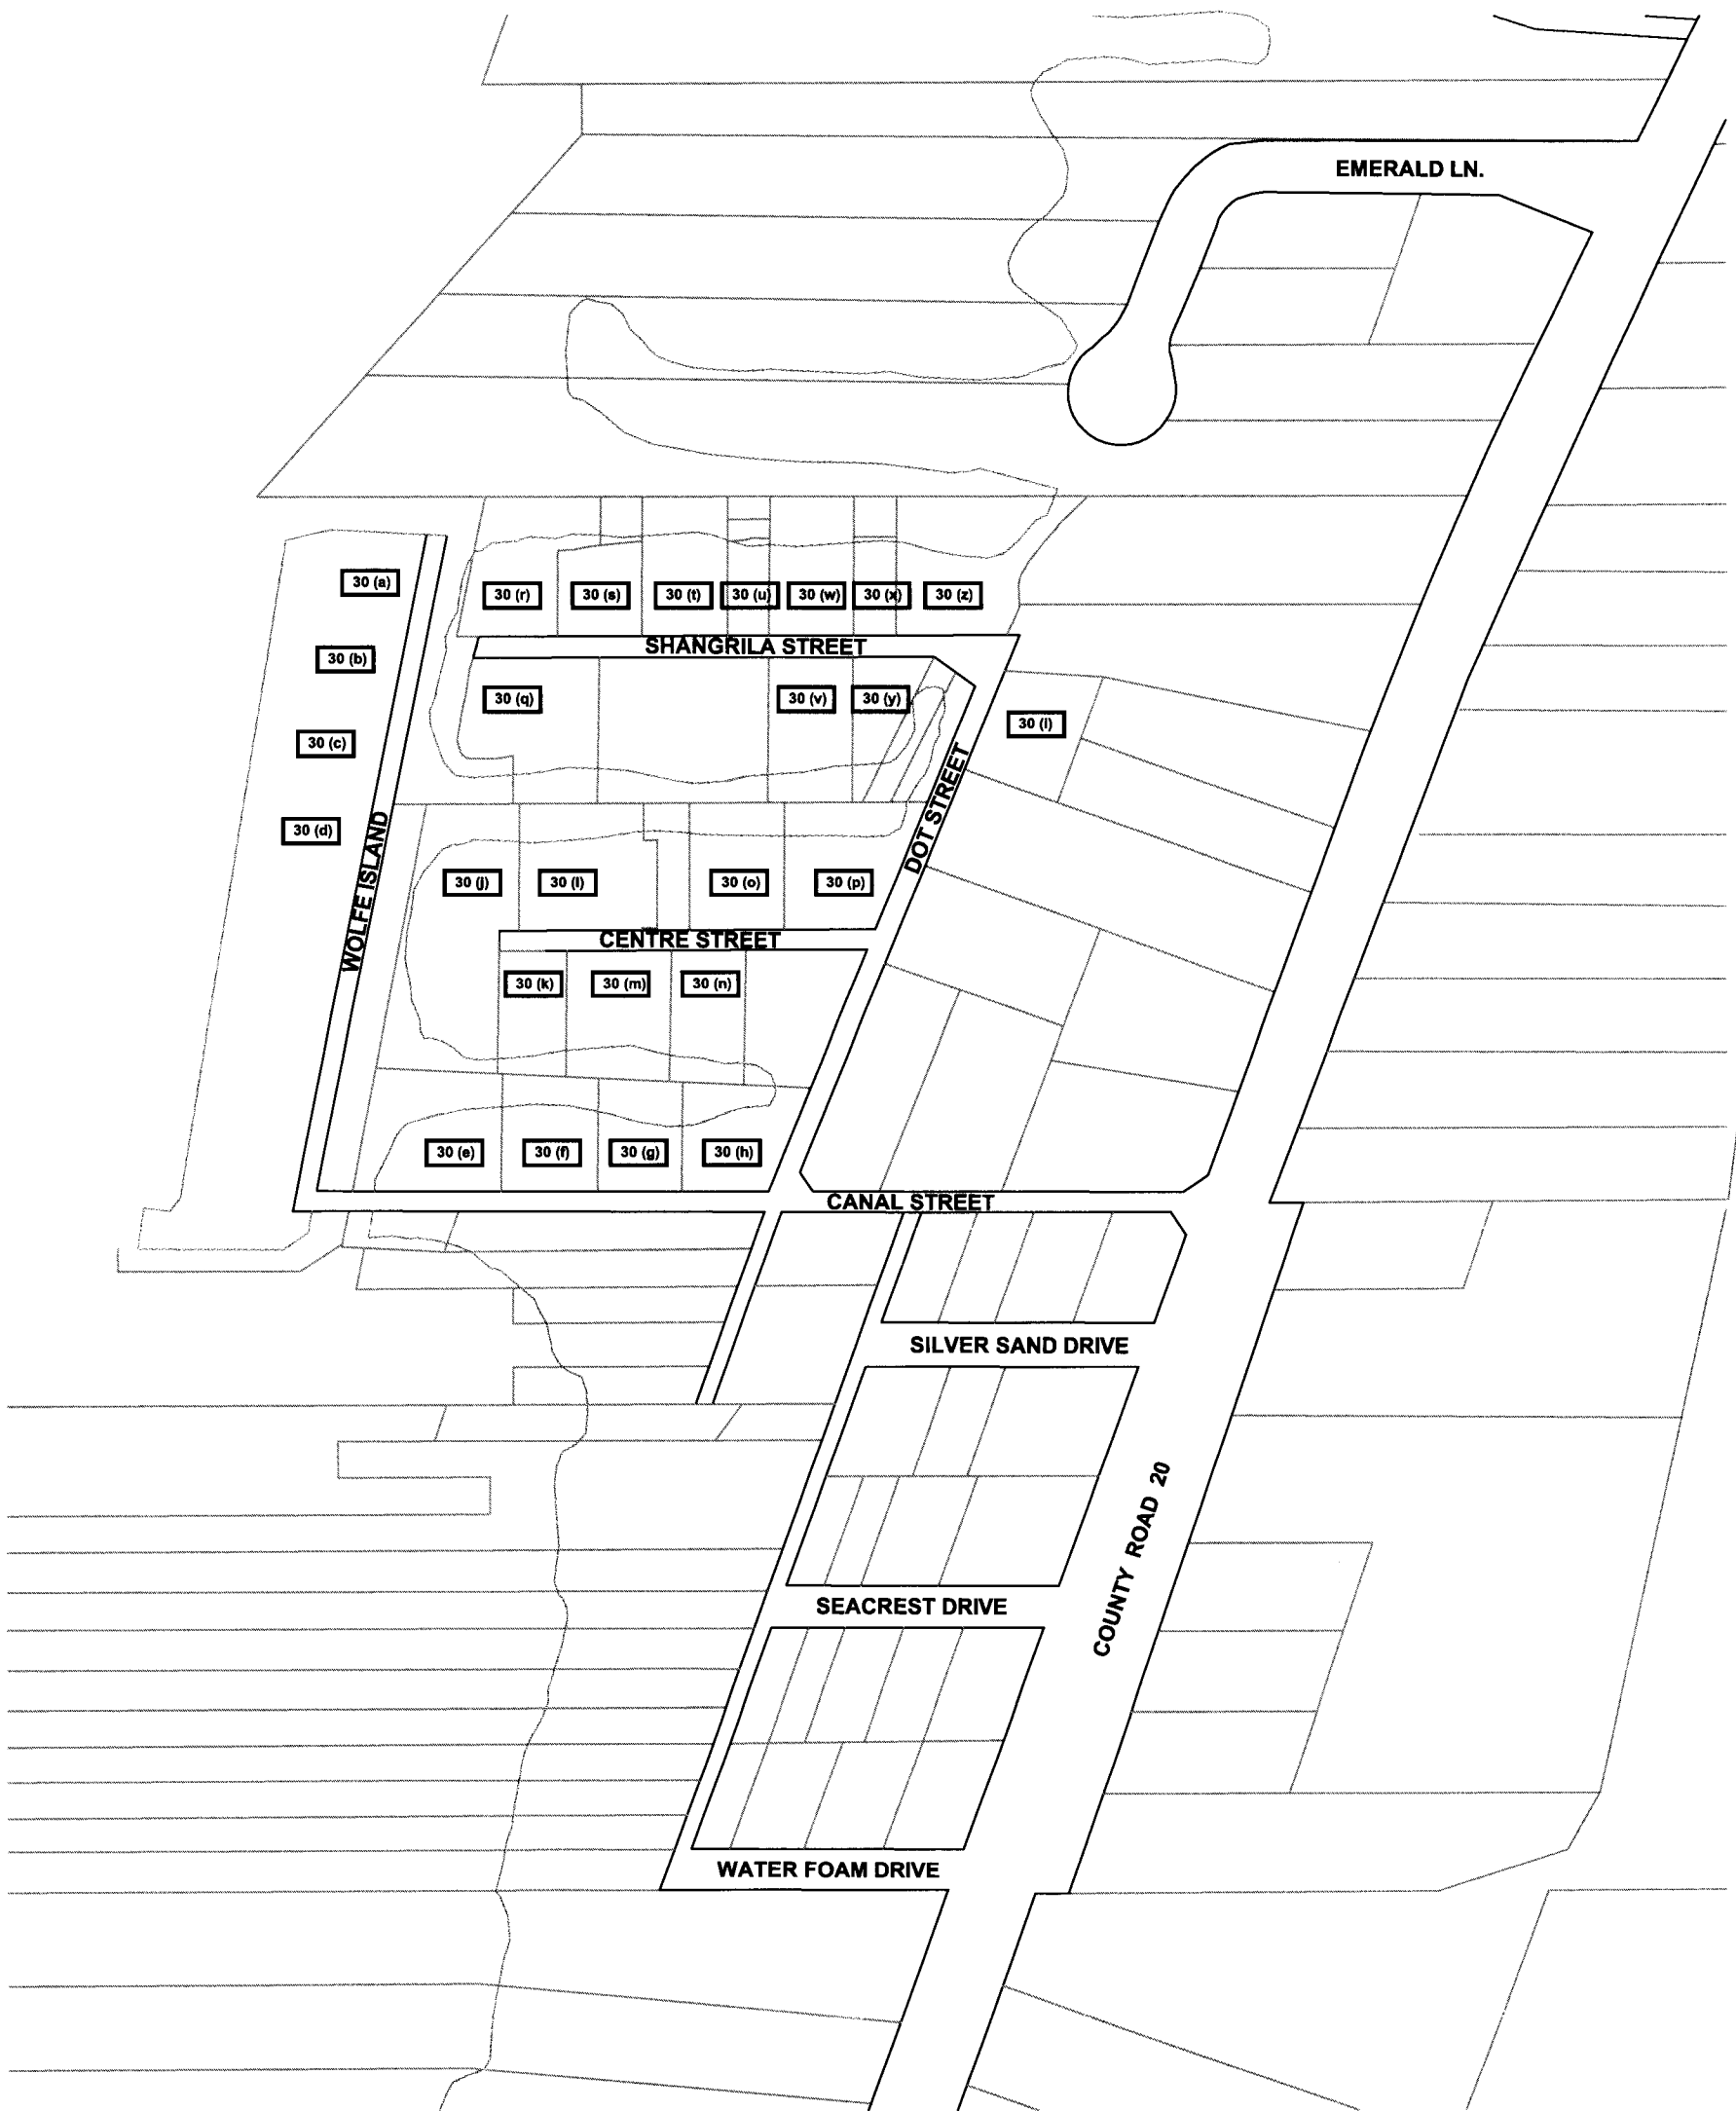 EMERALD LN.
30 (a)
30 (r)
30 (s)
30 (t)
30 (u)
30 (w)
30 (x)
30 (z)
SHANGRILA STREET
30 (b)
30 (q)
30 (v)
30 (y)
30 (i)
30 (c)
DOT STREET
30 (d)
WOLFE ISLAND
30 (j)
30 (l)
30 (o)
30 (p)
CENTRE STREET
30 (k)
30 (m)
30 (n)
30 (e)
30 (f)
30 (g)
30 (h)
CANAL STREET
SILVER SAND DRIVE
COUNTY ROAD 20
SEACREST DRIVE
WATER FOAM DRIVE